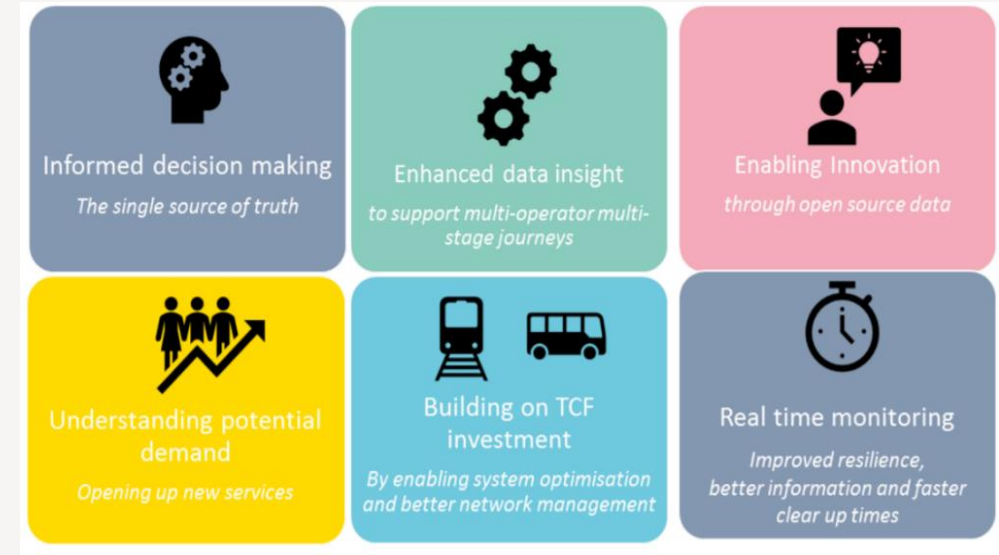 Informed decision making
The single source of truth
Enhanced data insight
to support multi-operator multi-
stage journeys
Enabling Innovation
through open source data
Understanding potential
demand
Opening up new services
Building on TCF
investment
By enabling system optimisation
and better network management
Real time monitoring
Improved resilience,
better information and faster
clear up times